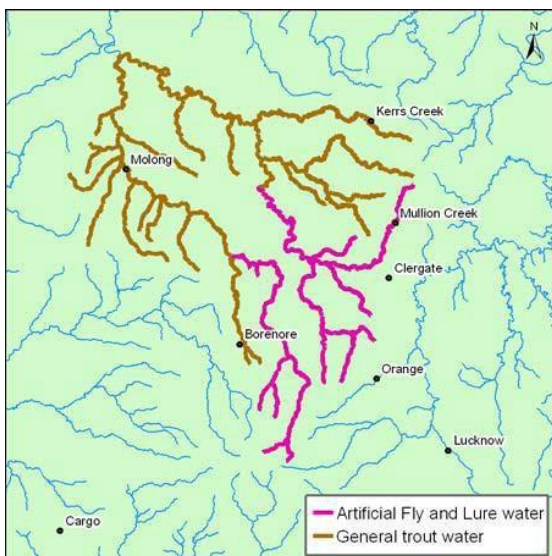 N
Kerrs Creek
Molong
Mullion Creek
Clergate
Borenore
Orange
Lucknow
Cargo
Artificial Fly and Lure water
General trout water